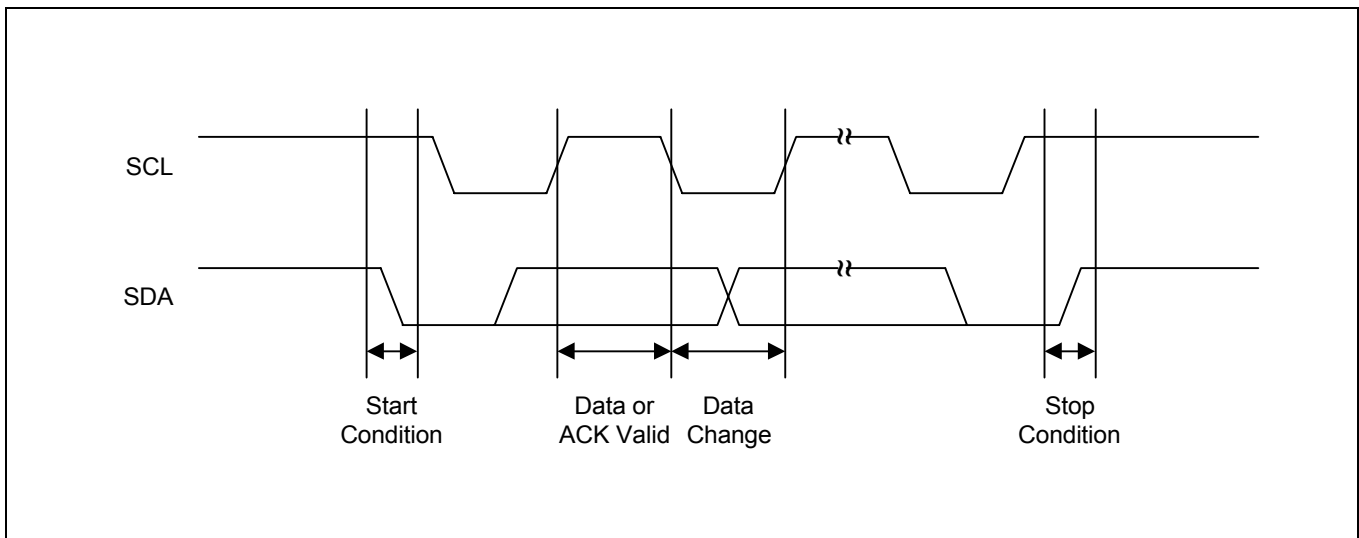 SCL
SDA
Start
Condition
Data or
ACK Valid
Data
Change
Stop
Condition